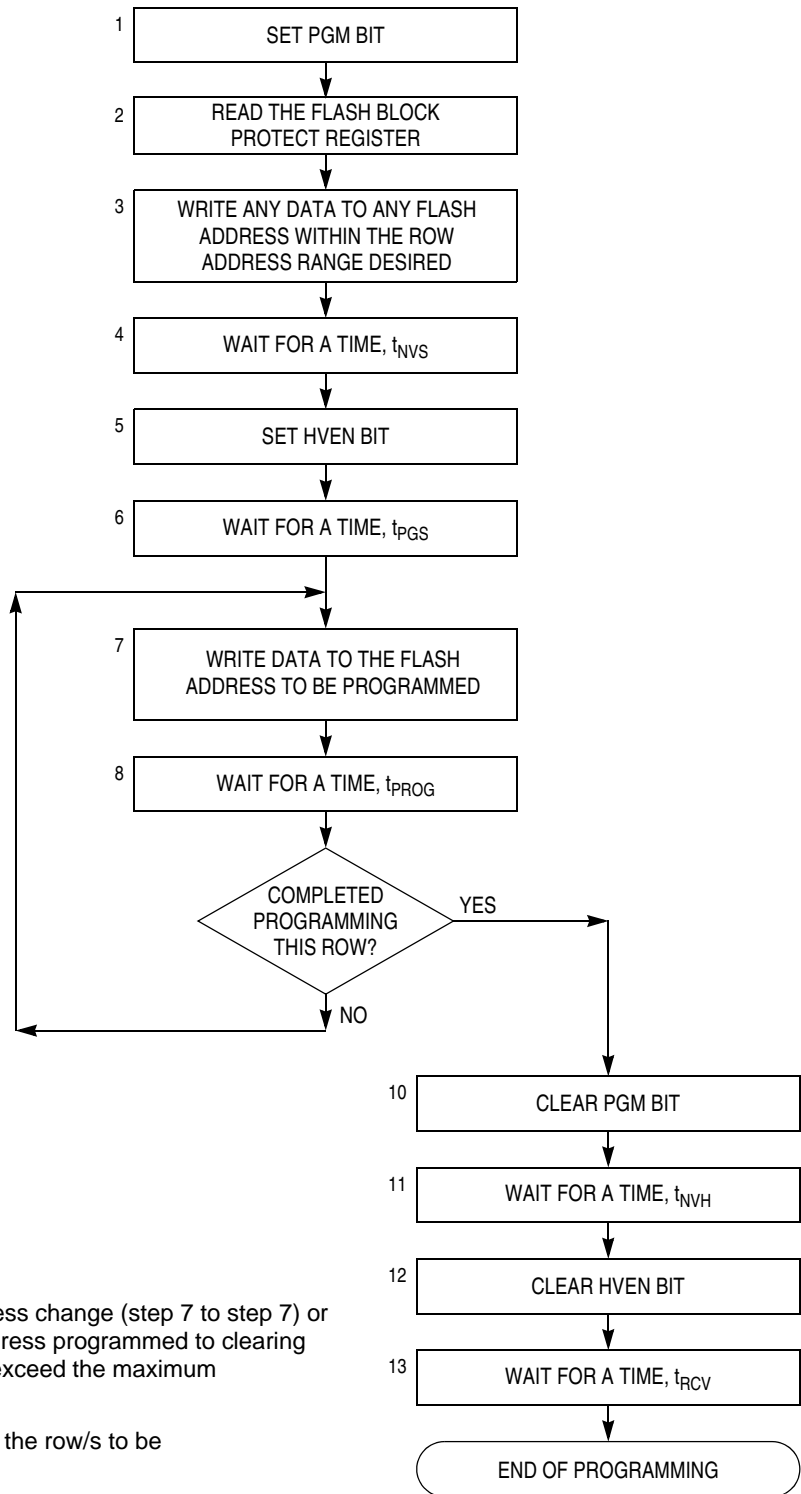 1
SET PGM BIT
2
READ THE FLASH BLOCK
PROTECT REGISTER
3
WRITE ANY DATA TO ANY FLASH
ADDRESS WITHIN THE ROW
ADDRESS RANGE DESIRED
4
WAIT FOR A TIME, tNVS
5
SET HVEN BIT
6
WAIT FOR A TIME, tPGS
7
WRITE DATA TO THE FLASH
ADDRESS TO BE PROGRAMMED
8
WAIT FOR A TIME, tPROG
COMPLETED
PROGRAMMING
THIS ROW?
YES
NO
10
CLEAR PGM BIT
11
WAIT FOR A TIME, tNVH
12
CLEAR HVEN BIT
13
WAIT FOR A TIME, tRCV
END OF PROGRAMMING
ess change (step 7 to step 7) or
ress programmed to clearing
exceed the maximum
the row/s to be